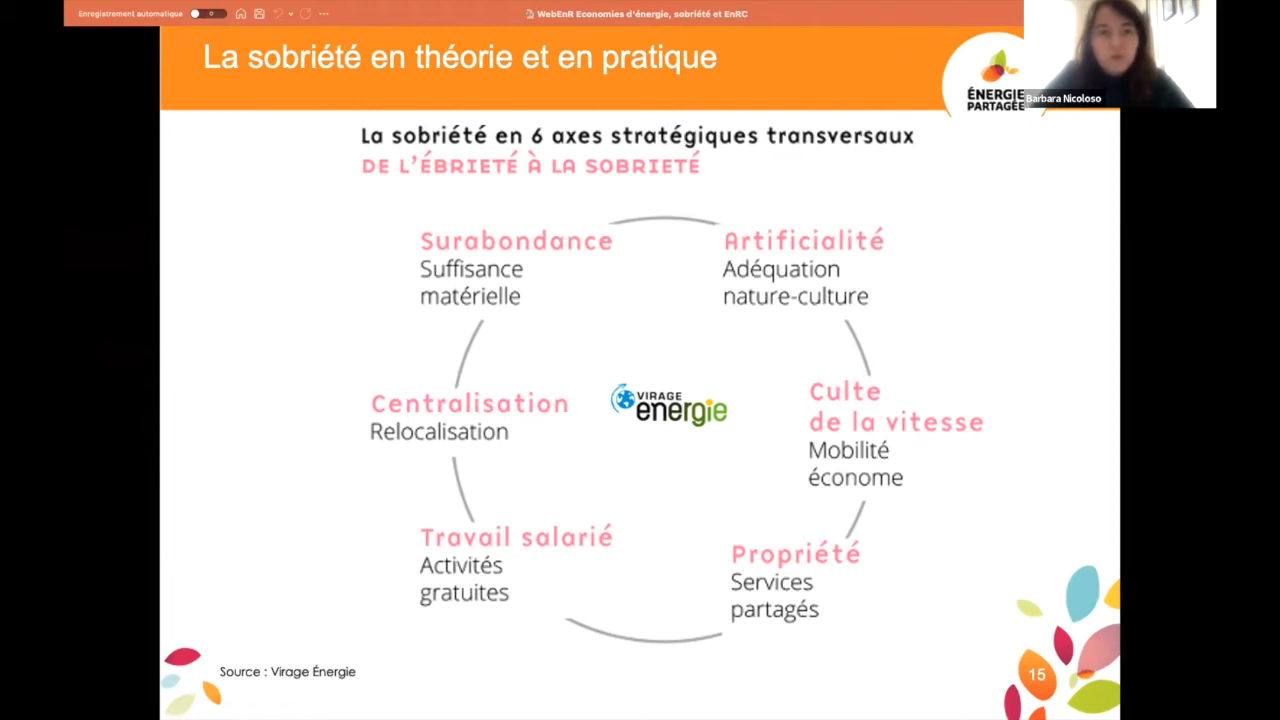 Enregistrement automatique
WebEnR Economies d'énergie, sobriété et EnRC
La sobriété en théorie et en pratique
ÉNERGIE
PARTAGÉE
Barbara Nicoloso
La sobriété en 6 axes stratégiques transversaux
DE L'ÉBRIETÉ À LA SOBRIETÉ
Surabondance
Suffisance
matérielle
Artificialité
Adéquation
nature-culture
Centralisation
Relocalisation
VIRAGE
énergie
Culte
de la vitesse
Mobilité
économe
Travail salarié
Activités
gratuites
Propriété
Services
partagés
Source : Virage Énergie
15